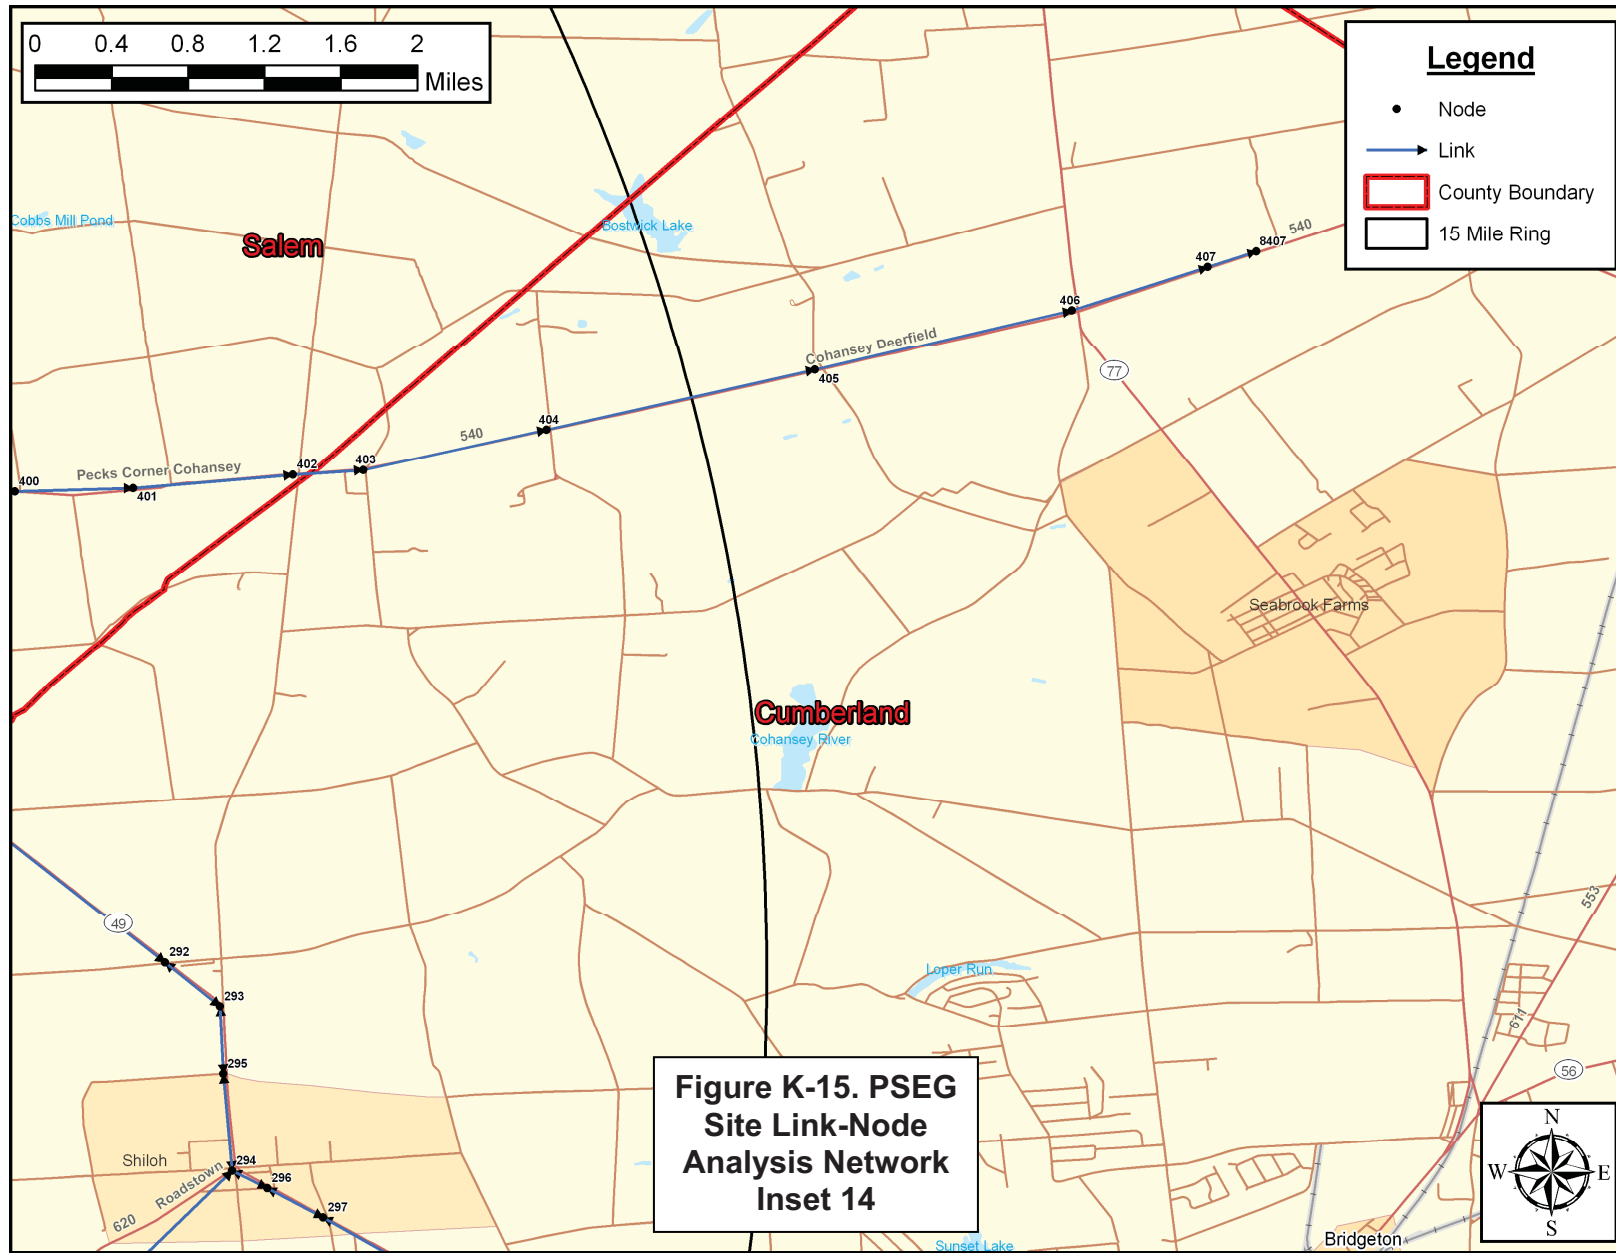 0 0.4 0.8 1.2 1.6 2
Miles
Legend
Node
Link
County Boundary
15 Mile Ring
Cobbs Mill Pond
Salem
Bostwick Lake
540
8407
407
406
Cohansey Deerfield
405
77
404
540
403
402
Pecks Corner Cohansey
400
401
Seabrook Farms
Cumberland
Cohansey River
49
292
293
295
Loper Run
553
611
56
Shiloh
294
Roadstown
296
620
297
Figure K-15. PSEG
Site Link-Node
Analysis Network
Inset 14
N
W E
S
Sunset Lake
Bridgeton